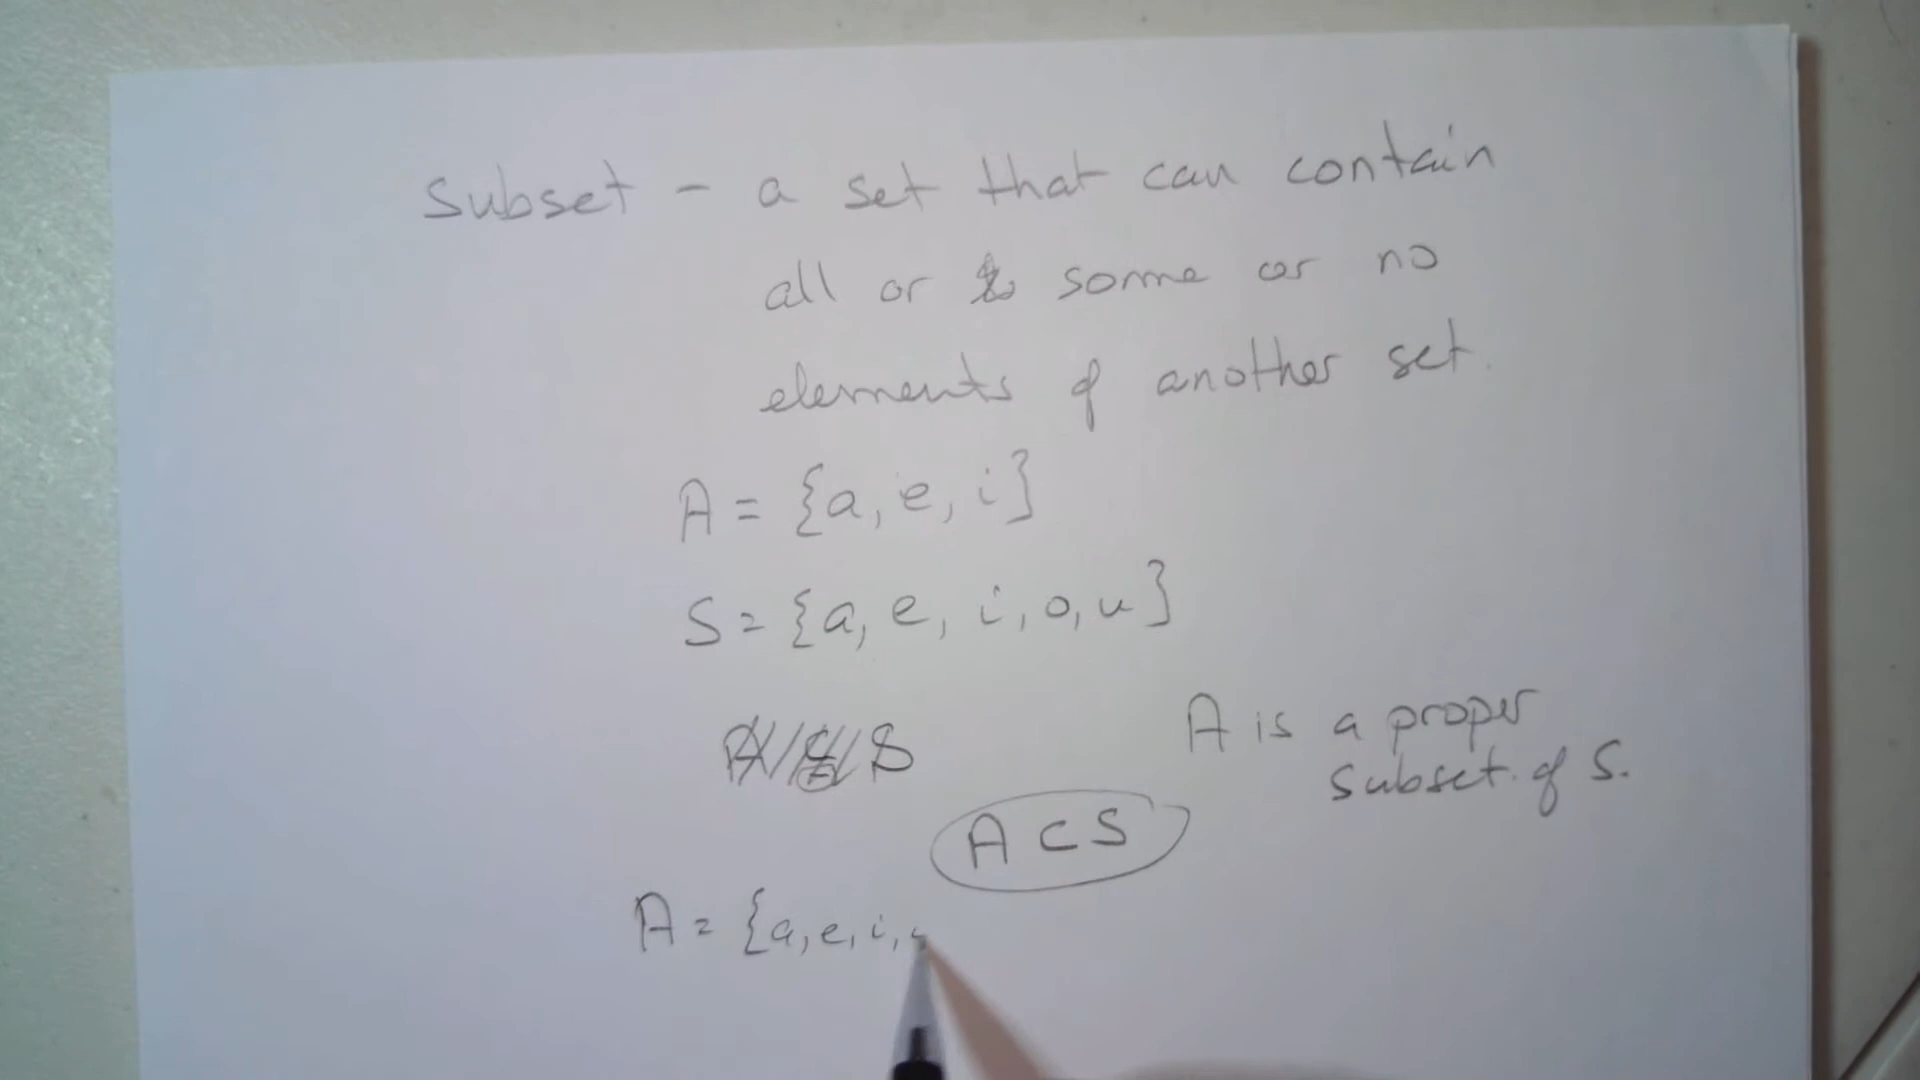 Subset - a set that can contain
all or some or no
elements of another set.
A = {a, e, i}
S = {a, e, i, o, u}
S
A is a proper
subset of S.
A ⊂ S
A = {a, e, i,